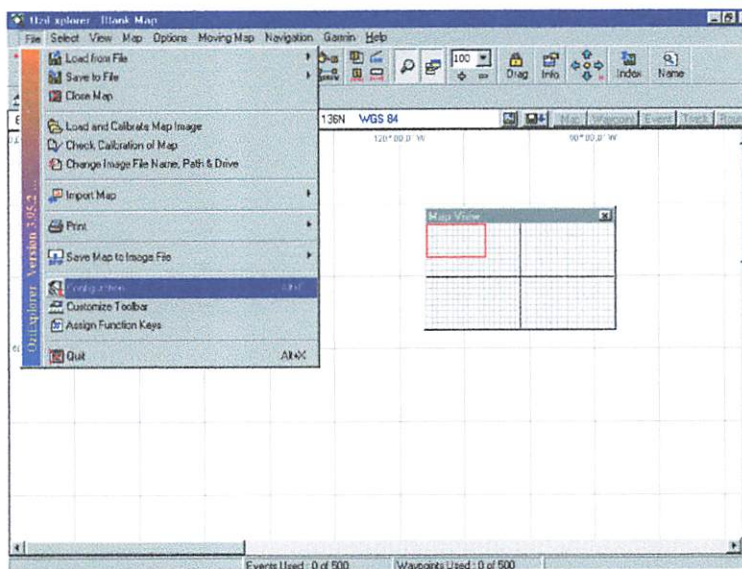 OziExplorer - Blank Map
File Select View Map Options Moving Map Navigation Garmin Help
Load from File
Save to File
Close Map
100
Drag Info Index Name
Load and Calibrate Map Image
Check Calibration of Map
Change Image File Name, Path & Drive
136N WGS 84
Map Waypoint Event Track Route
120°00.0' W 90°00.0' W
Import Map
Print
Save Map to Image File
Map View
Configuration
Customize Toolbar
Assign Function Keys
Quit Alt+X
OziExplorer Version 3.95.2
Events Used : 0 of 500 Waypoints Used : 0 of 500